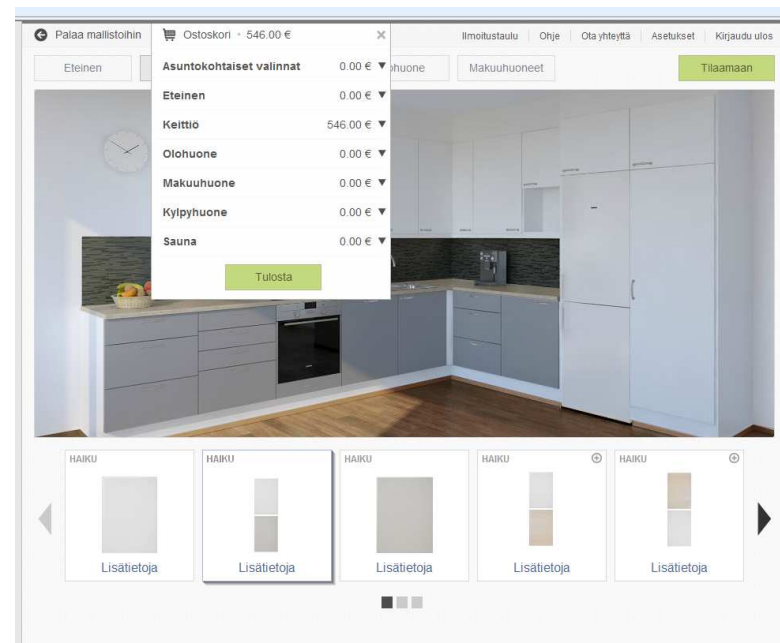 Palaa mallistoihin
Ostoskori • 546.00 €
Ilmoitustaulu Ohje Ota yhteyttä Asetukset Kirjaudu ulos
Eteinen
Makuuhuoneet
Tilaamaan
Asuntokohtaiset valinnat 0.00 €
Eteinen 0.00 €
Keittiö 546.00 €
Olohuone 0.00 €
Makuuhuone 0.00 €
Kylpyhuone 0.00 €
Sauna 0.00 €
Tulosta
HAIKU HAIKU HAIKU HAIKU HAIKU
Lisätietoja Lisätietoja Lisätietoja Lisätietoja Lisätietoja